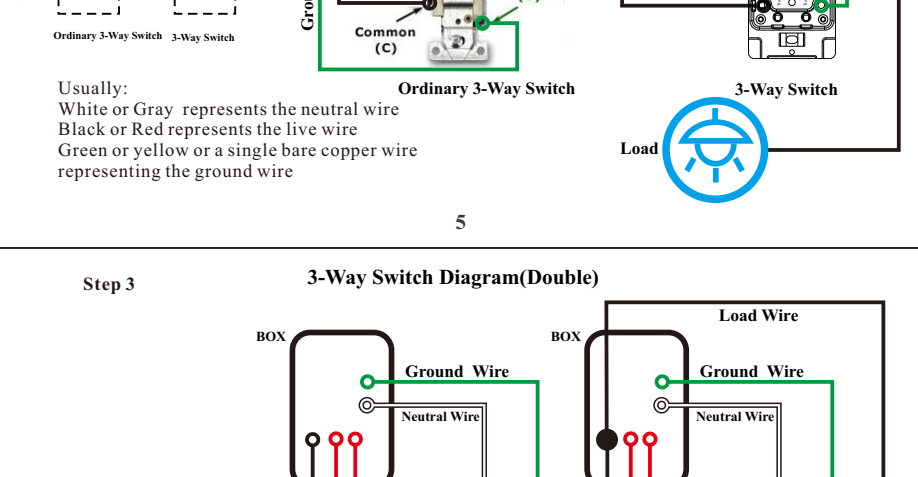 Ordinary 3-Way Switch 3-Way Switch
Common
(C)
Ordinary 3-Way Switch
3-Way Switch
Usually:
White or Gray represents the neutral wire
Black or Red represents the live wire
Green or yellow or a single bare copper wire
representing the ground wire
Load
5
Step 3
3-Way Switch Diagram(Double)
Load Wire
BOX
BOX
Ground Wire
Ground Wire
Neutral Wire
Neutral Wire